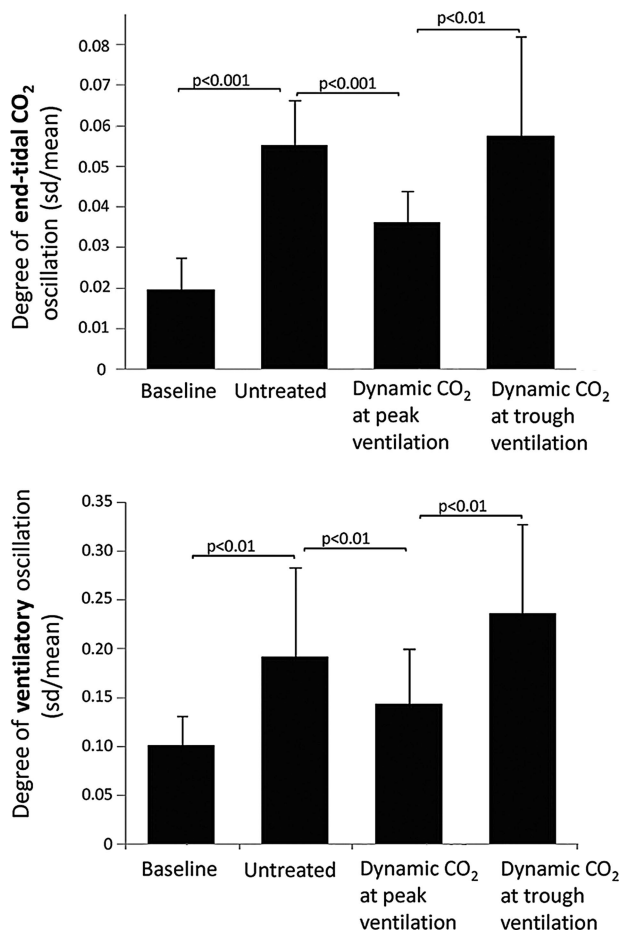 Degree of end-tidal CO₂
oscillation (sd/mean)
0.08
0.07
0.06
0.05
0.04
0.03
0.02
0.01
0
p<0.001
p<0.001
p<0.01
Baseline
Untreated
Dynamic CO₂
at peak
ventilation
Dynamic CO₂
at trough
ventilation
Degree of ventilatory oscillation
(sd/mean)
0.35
0.30
0.25
0.20
0.15
0.10
0.05
0
p<0.01
p<0.01
p<0.01
Baseline
Untreated
Dynamic CO₂
at peak
ventilation
Dynamic CO₂
at trough
ventilation